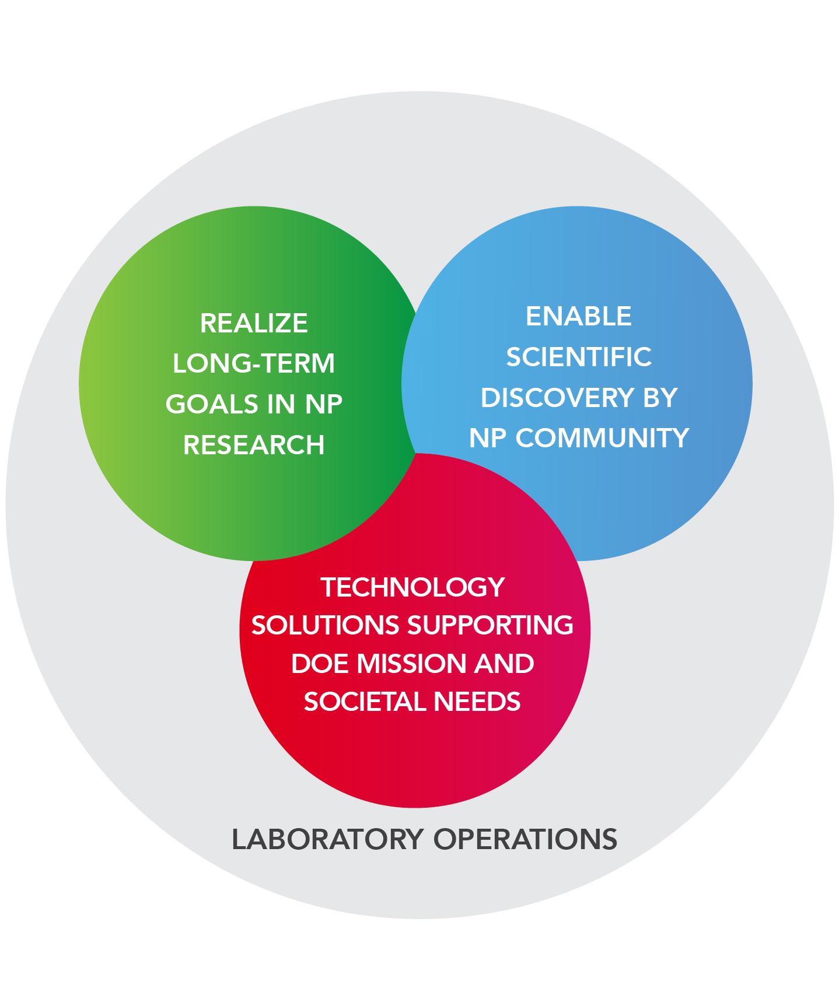 REALIZE
LONG-TERM
GOALS IN NP
RESEARCH
ENABLE
SCIENTIFIC
DISCOVERY BY
NP COMMUNITY
TECHNOLOGY
SOLUTIONS SUPPORTING
DOE MISSION AND
SOCIETAL NEEDS
LABORATORY OPERATIONS